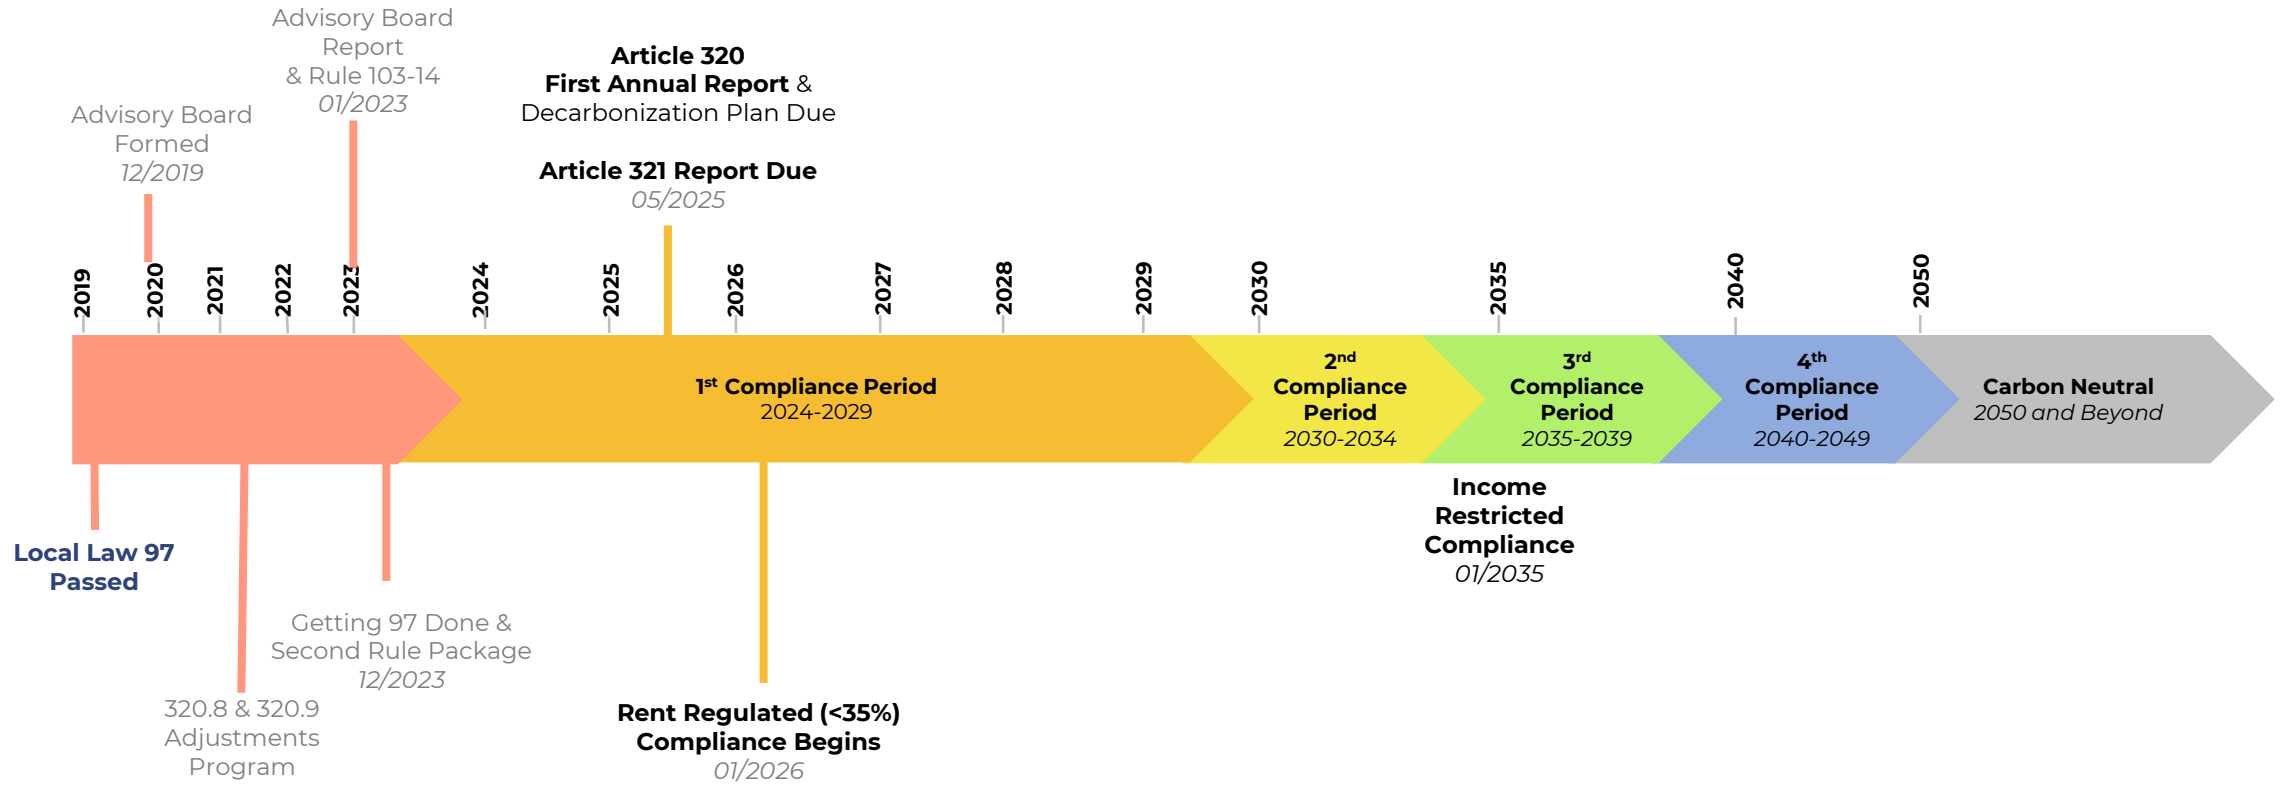 Advisory Board
Report
& Rule 103-14
01/2023
Advisory Board
Formed
12/2019
Article 320
First Annual Report &
Decarbonization Plan Due
Article 321 Report Due
05/2025
2019
2020
2021
2022
2023
2024
2025
2026
2027
2028
2029
2030
2035
2040
2050
1st Compliance Period
2024-2029
2nd
Compliance
Period
2030-2034
3rd
Compliance
Period
2035-2039
4th
Compliance
Period
2040-2049
Carbon Neutral
2050 and Beyond
Local Law 97
Passed
320.8 & 320.9
Adjustments
Program
Getting 97 Done &
Second Rule Package
12/2023
Rent Regulated (<35%)
Compliance Begins
01/2026
Income
Restricted
Compliance
01/2035